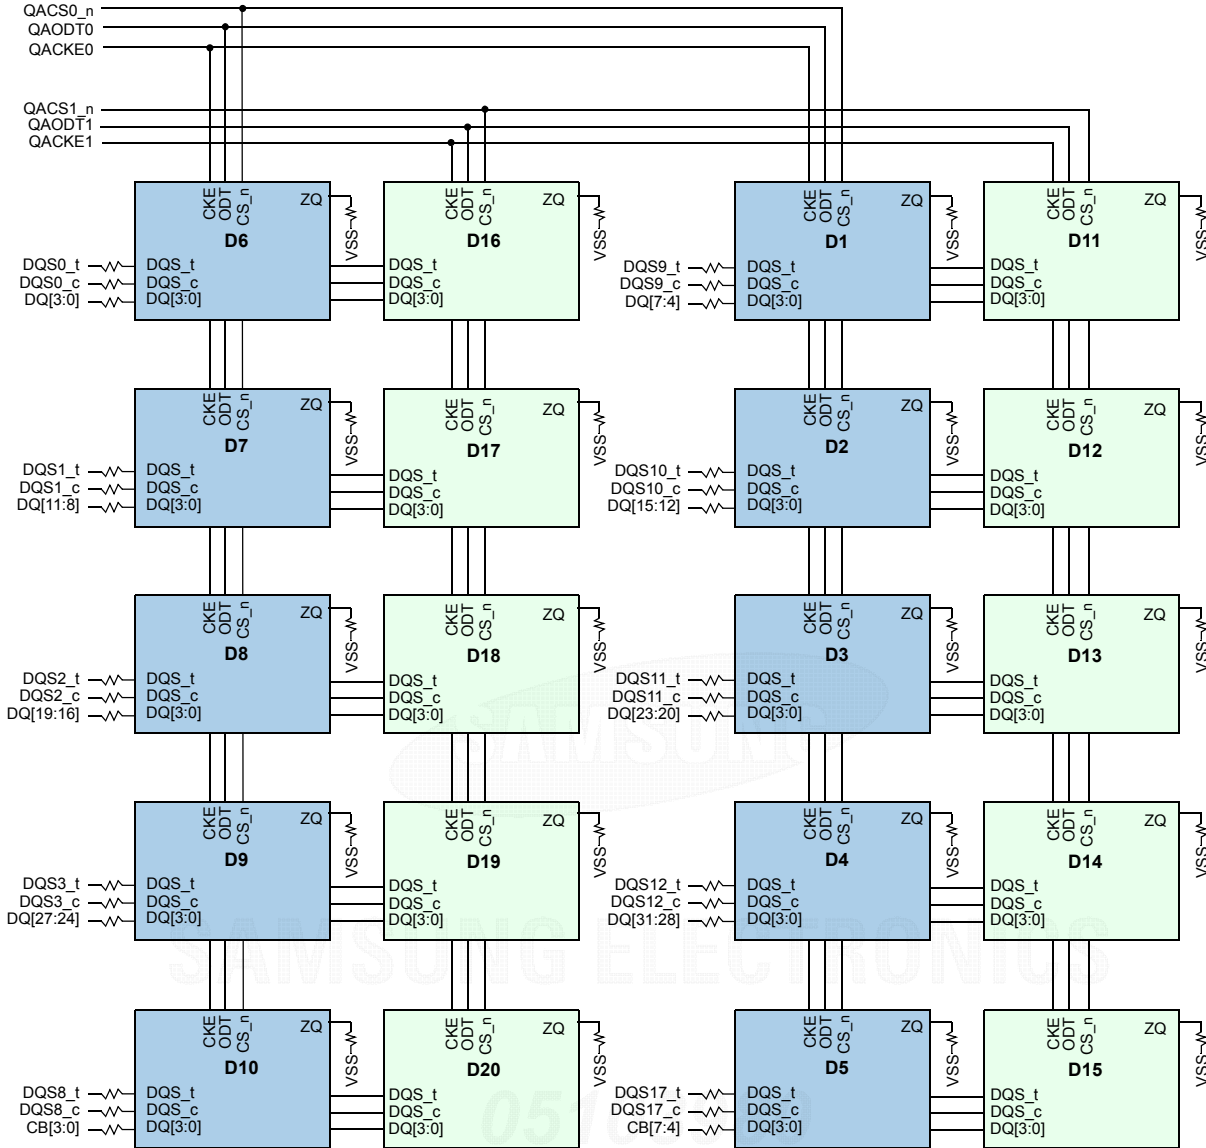 QACS0_n
QAODT0
QACKE0
QACS1_n
QAODT1
QACKE1
CKE ODT CS_n ZQ VSS
D6
DQS0_t DQS_t
DQS0_c DQS_c
DQ[3:0] DQ[3:0]
CKE ODT CS_n ZQ VSS
D16
DQS_t
DQS_c
DQ[3:0]
CKE ODT CS_n ZQ VSS
D1
DQS9_t DQS_t
DQS9_c DQS_c
DQ[7:4] DQ[3:0]
CKE ODT CS_n ZQ VSS
D11
DQS_t
DQS_c
DQ[3:0]
CKE ODT CS_n ZQ VSS
D7
DQS1_t DQS_t
DQS1_c DQS_c
DQ[11:8] DQ[3:0]
CKE ODT CS_n ZQ VSS
D17
DQS_t
DQS_c
DQ[3:0]
CKE ODT CS_n ZQ VSS
D2
DQS10_t DQS_t
DQS10_c DQS_c
DQ[15:12] DQ[3:0]
CKE ODT CS_n ZQ VSS
D12
DQS_t
DQS_c
DQ[3:0]
CKE ODT CS_n ZQ VSS
D8
DQS2_t DQS_t
DQS2_c DQS_c
DQ[19:16] DQ[3:0]
CKE ODT CS_n ZQ VSS
D18
DQS_t
DQS_c
DQ[3:0]
CKE ODT CS_n ZQ VSS
D3
DQS11_t DQS_t
DQS11_c DQS_c
DQ[23:20] DQ[3:0]
CKE ODT CS_n ZQ VSS
D13
DQS_t
DQS_c
DQ[3:0]
SAMSUNG
CKE ODT CS_n ZQ VSS
D9
DQS3_t DQS_t
DQS3_c DQS_c
DQ[27:24] DQ[3:0]
CKE ODT CS_n ZQ VSS
D19
DQS_t
DQS_c
DQ[3:0]
CKE ODT CS_n ZQ VSS
D4
DQS12_t DQS_t
DQS12_c DQS_c
DQ[31:28] DQ[3:0]
CKE ODT CS_n ZQ VSS
D14
DQS_t
DQS_c
DQ[3:0]
SAMSUNG ELECTRONICS
CKE ODT CS_n ZQ VSS
D10
DQS8_t DQS_t
DQS8_c DQS_c
CB[3:0] DQ[3:0]
CKE ODT CS_n ZQ VSS
D20
DQS_t
DQS_c
DQ[3:0]
CKE ODT CS_n ZQ VSS
D5
DQS17_t DQS_t
DQS17_c DQS_c
CB[7:4] DQ[3:0]
CKE ODT CS_n ZQ VSS
D15
DQS_t
DQS_c
DQ[3:0]